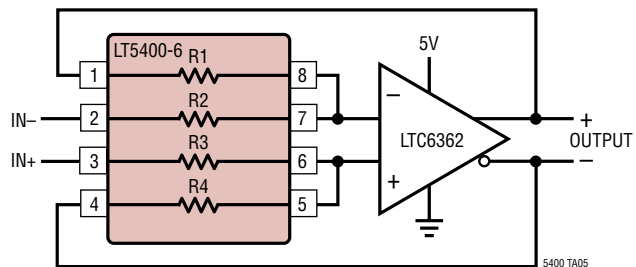 5V
LT5400-6
R1
1
8
R2
IN–
2
7
–
+
LTC6362
OUTPUT
R3
IN+
3
6
–
+
R4
4
5
5400 TA05